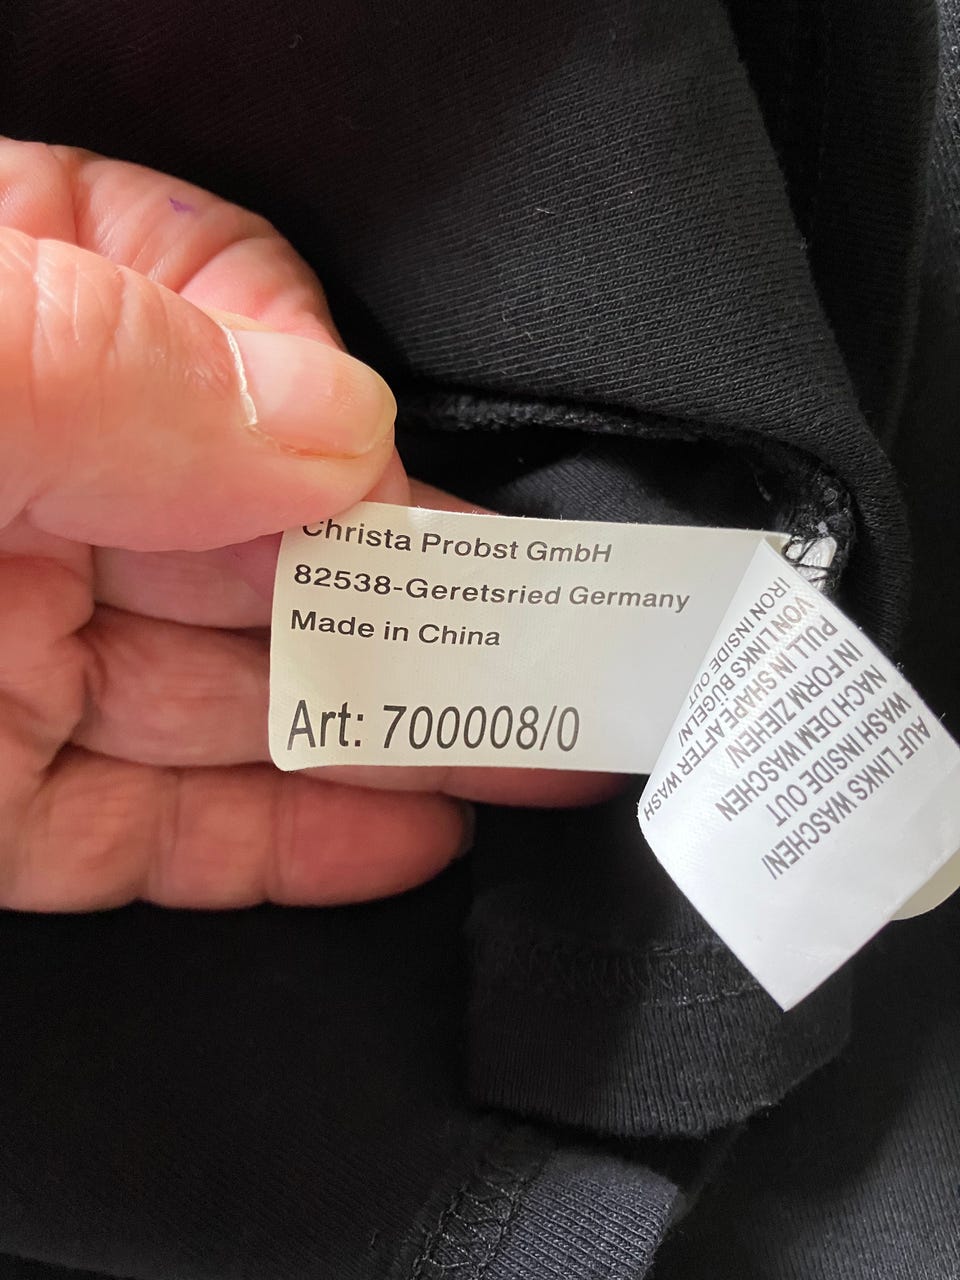 Christa Probst GmbH
82538-Geretsried Germany
Made in China
Art: 700008/0
AUF LINKS WASCHEN!
WASH INSIDE OUT
NACH DEM WASCHEN
IN FORM ZIEHEN
PULL IN SHAPE AFTER WASH
VON LINKS BÜGELN!
IRON INSIDE OUT